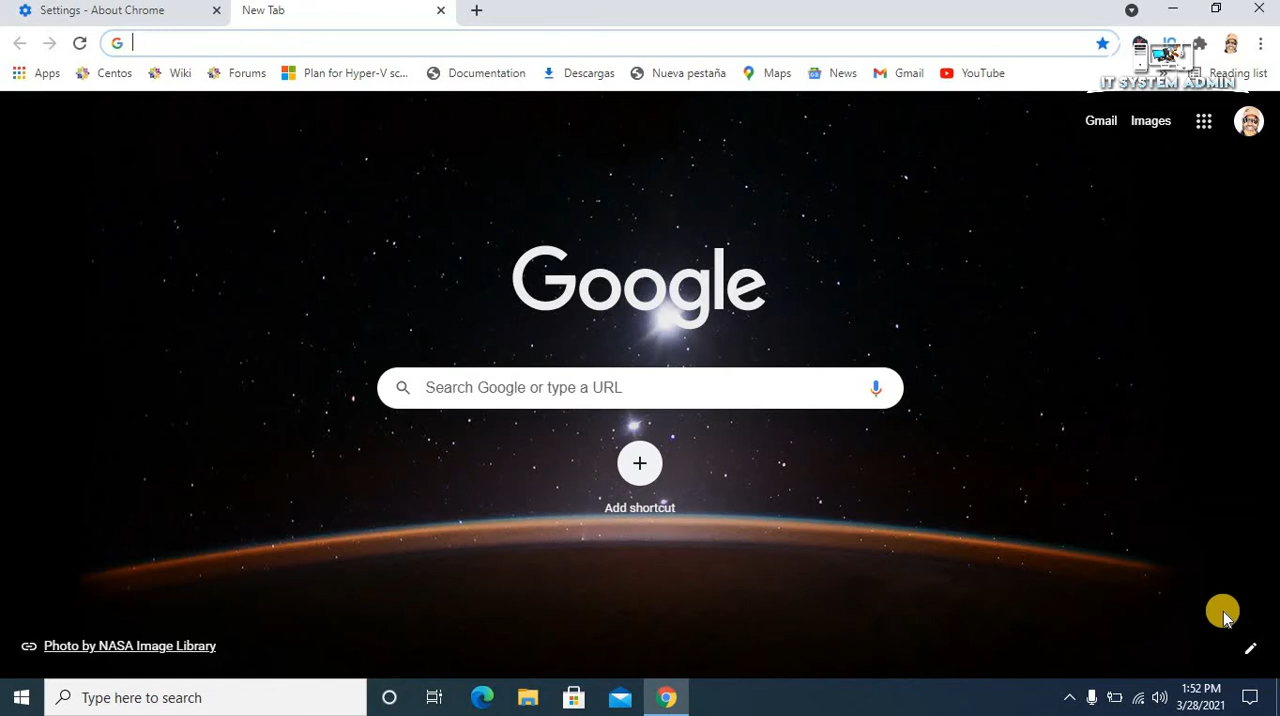 Settings - About Chrome
New Tab
Apps
Centos
Wiki
Forums
Plan for Hyper-V sc...
Documentation
Descargas
Nueva pestaña
Maps
News
Gmail
YouTube
Reading list
IT SYSTEM ADMIN
Gmail
Images
Google
Search Google or type a URL
Add shortcut
Photo by NASA Image Library
Type here to search
1:52 PM
3/28/2021